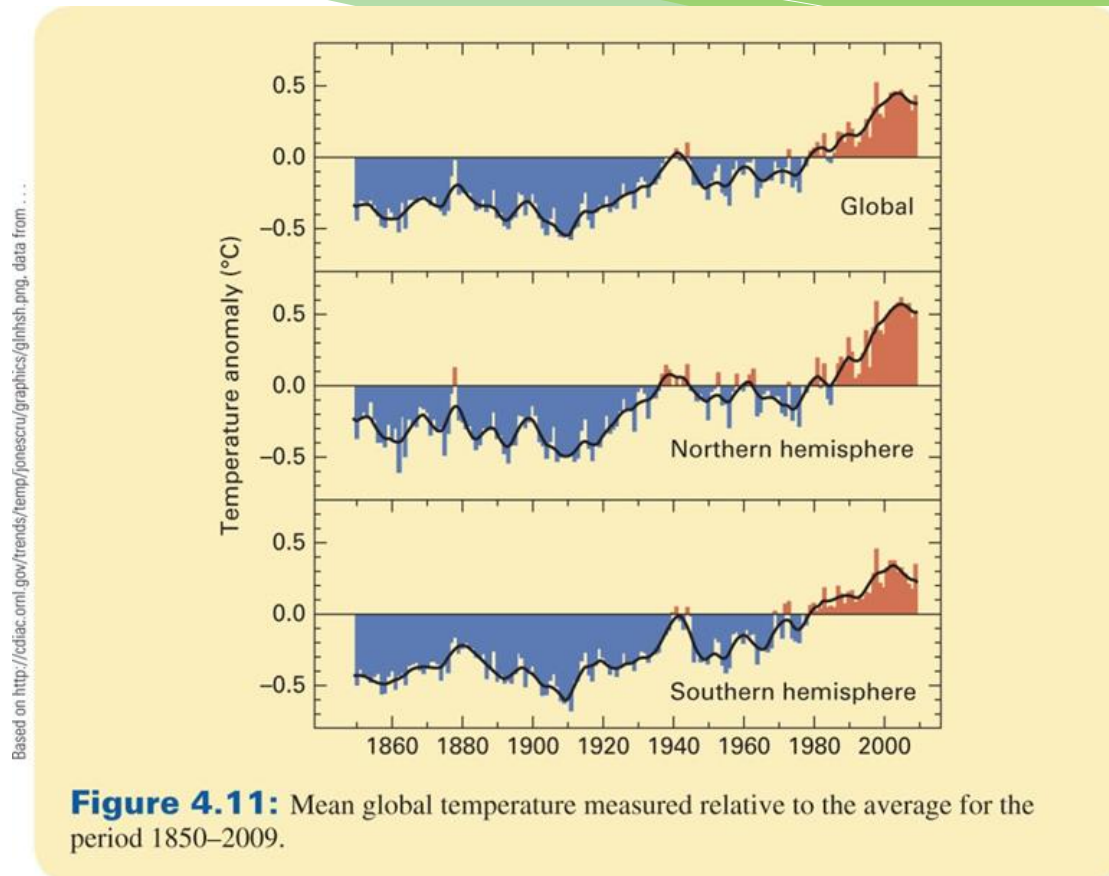 Based on http://cdiac.ornl.gov/trends/temp/jonescru/graphics/glnhsh.png, data from . . .
Temperature anomaly (°C)
0.5
0.0
–0.5
Global
0.5
0.0
–0.5
Northern hemisphere
0.5
0.0
–0.5
Southern hemisphere
1860 1880 1900 1920 1940 1960 1980 2000
Figure 4.11: Mean global temperature measured relative to the average for the
period 1850–2009.